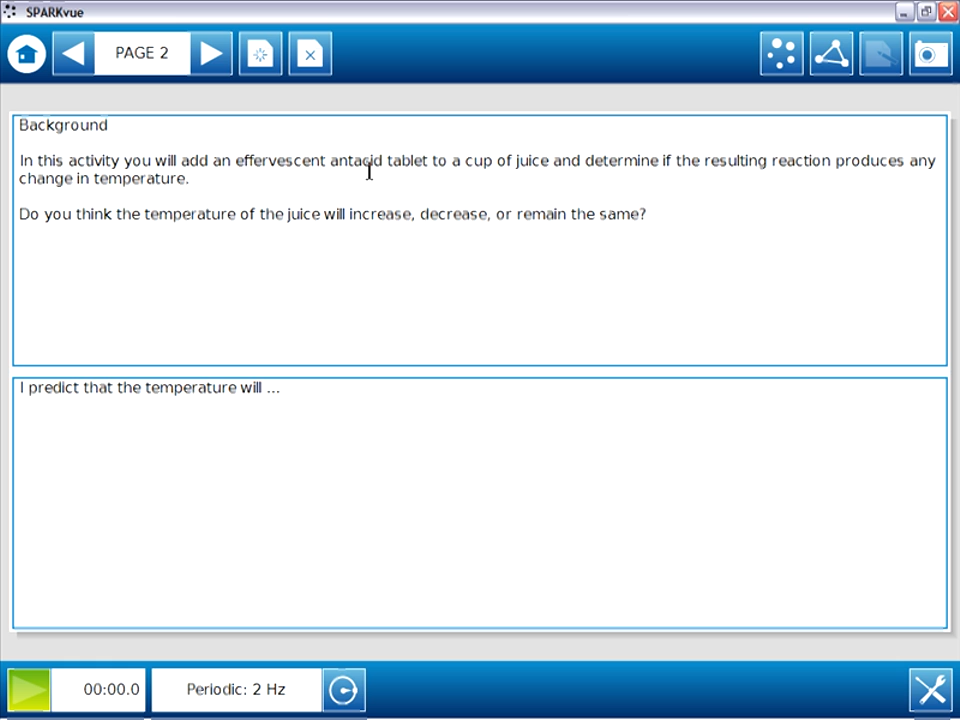 SPARKvue
PAGE 2
Background
In this activity you will add an effervescent antacid tablet to a cup of juice and determine if the resulting reaction produces any
change in temperature.
Do you think the temperature of the juice will increase, decrease, or remain the same?
I predict that the temperature will ...
00:00.0
Periodic: 2 Hz